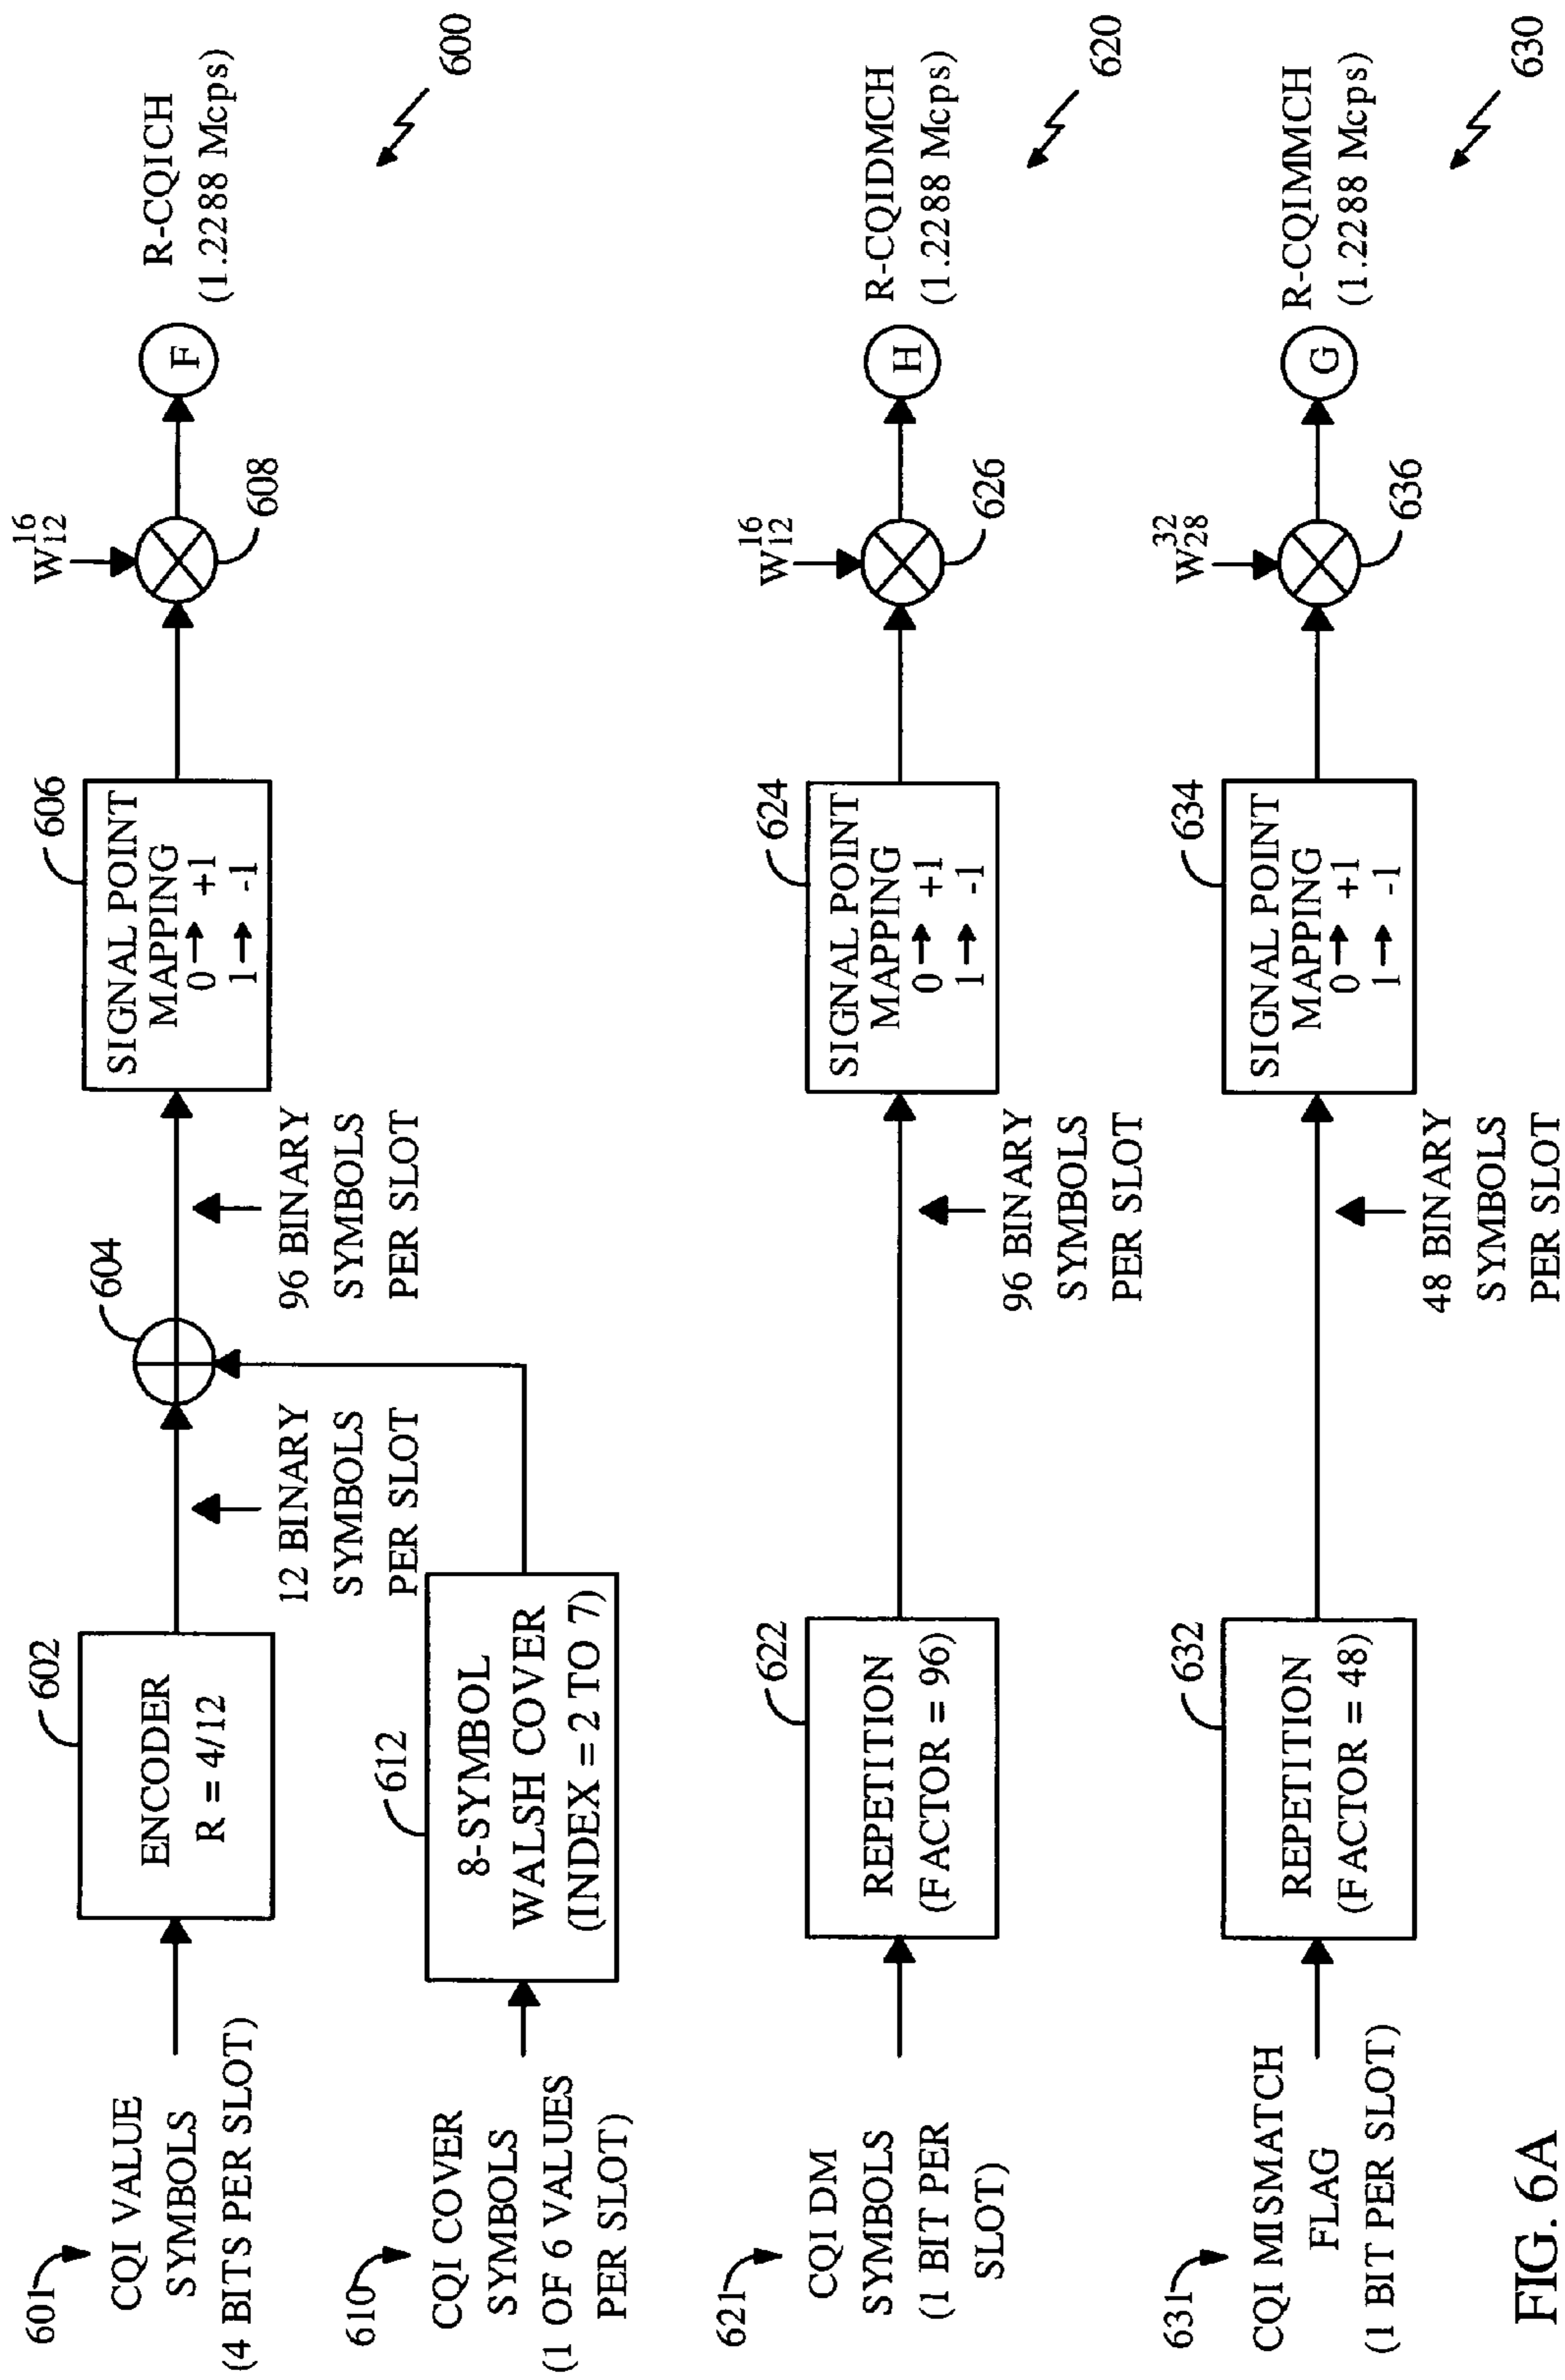 601
CQI VALUE
SYMBOLS
(4 BITS PER SLOT)
602
ENCODER
R = 4/12
12 BINARY
SYMBOLS
PER SLOT
604
96 BINARY
SYMBOLS
PER SLOT
606
SIGNAL POINT
MAPPING
0→ +1
1→ -1
W 16 12
608
F
R-CQICH
(1.2288 Mcps)
600
610
CQI COVER
SYMBOLS
(1 OF 6 VALUES
PER SLOT)
612
8-SYMBOL
WALSH COVER
(INDEX = 2 TO 7)
621
CQI DM
SYMBOLS
(1 BIT PER
SLOT)
622
REPETITION
(FACTOR = 96)
96 BINARY
SYMBOLS
PER SLOT
624
SIGNAL POINT
MAPPING
0→ +1
1→ -1
W 16 12
626
H
R-CQIDMCH
(1.2288 Mcps)
620
631
CQI MISMATCH
FLAG
(1 BIT PER SLOT)
632
REPETITION
(FACTOR = 48)
48 BINARY
SYMBOLS
PER SLOT
634
SIGNAL POINT
MAPPING
0→ +1
1→ -1
W 32 28
636
G
R-CQIMMCH
(1.2288 Mcps)
630
FIG. 6A